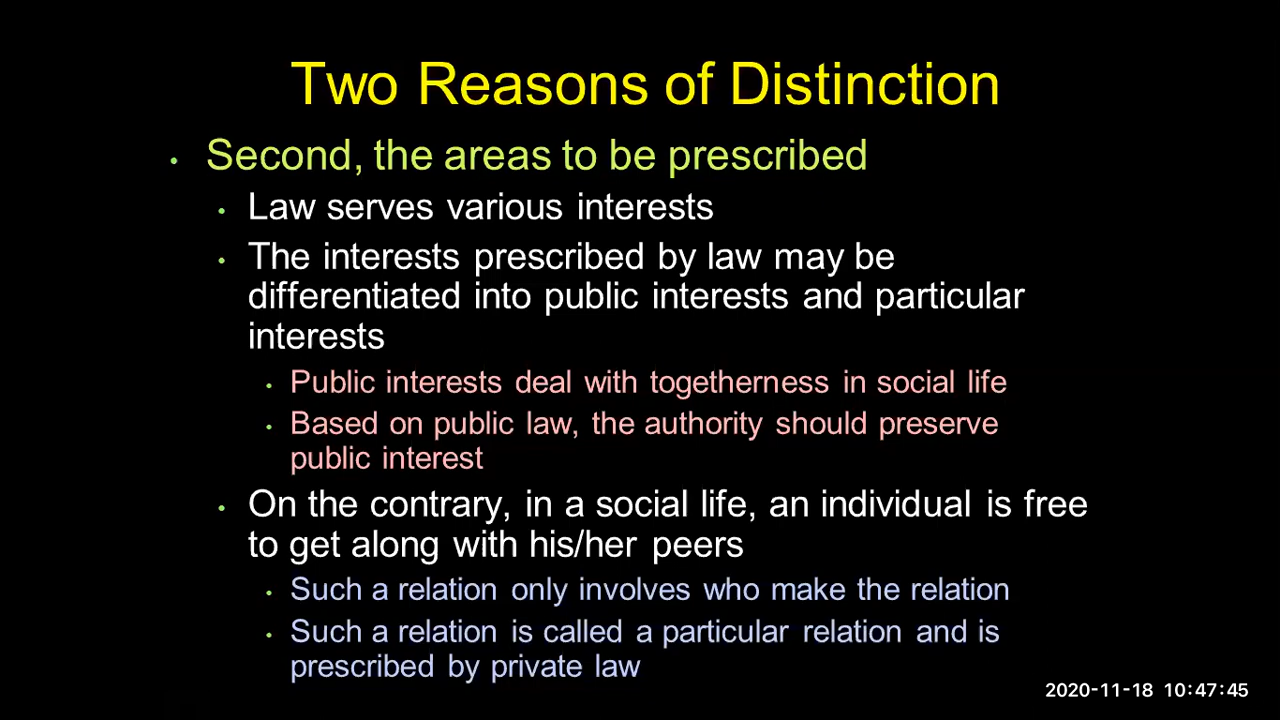 Two Reasons of Distinction
• Second, the areas to be prescribed
• Law serves various interests
• The interests prescribed by law may be
differentiated into public interests and particular
interests
• Public interests deal with togetherness in social life
• Based on public law, the authority should preserve
public interest
• On the contrary, in a social life, an individual is free
to get along with his/her peers
• Such a relation only involves who make the relation
• Such a relation is called a particular relation and is
prescribed by private law
2020-11-18 10:47:45